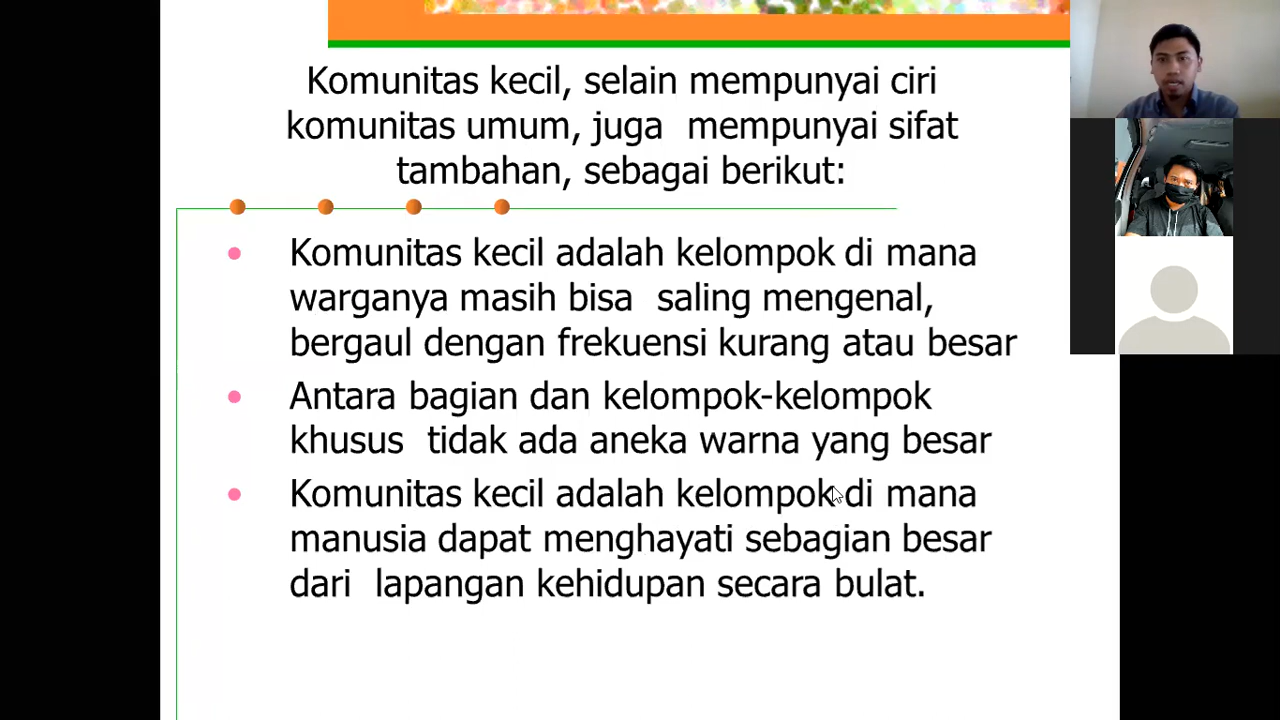 Komunitas kecil, selain mempunyai ciri
komunitas umum, juga mempunyai sifat
tambahan, sebagai berikut:
• Komunitas kecil adalah kelompok di mana
warganya masih bisa saling mengenal,
bergaul dengan frekuensi kurang atau besar
• Antara bagian dan kelompok-kelompok
khusus tidak ada aneka warna yang besar
• Komunitas kecil adalah kelompok di mana
manusia dapat menghayati sebagian besar
dari lapangan kehidupan secara bulat.